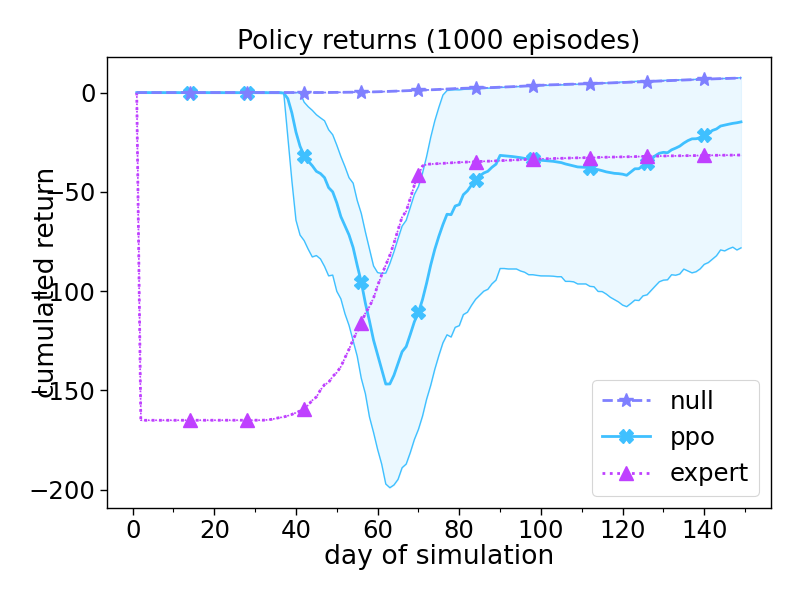 Policy returns (1000 episodes)
cumulated return
0
−50
−100
−150
−200
0 20 40 60 80 100 120 140
day of simulation
null
ppo
expert